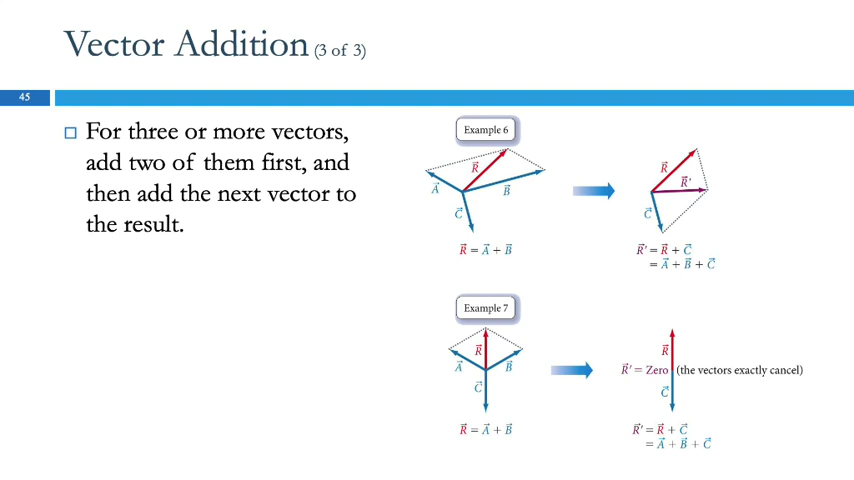 Vector Addition (3 of 3)
45
For three or more vectors,
add two of them first, and
then add the next vector to
the result.
Example 6
R⃗
A⃗
B⃗
C⃗
R⃗ = A⃗ + B⃗
R⃗
R⃗'
C⃗
R⃗' = R⃗ + C⃗
= A⃗ + B⃗ + C⃗
Example 7
R⃗
A⃗
B⃗
C⃗
R⃗ = A⃗ + B⃗
R⃗
R⃗' = Zero (the vectors exactly cancel)
C⃗
R⃗' = R⃗ + C⃗
= A⃗ + B⃗ + C⃗